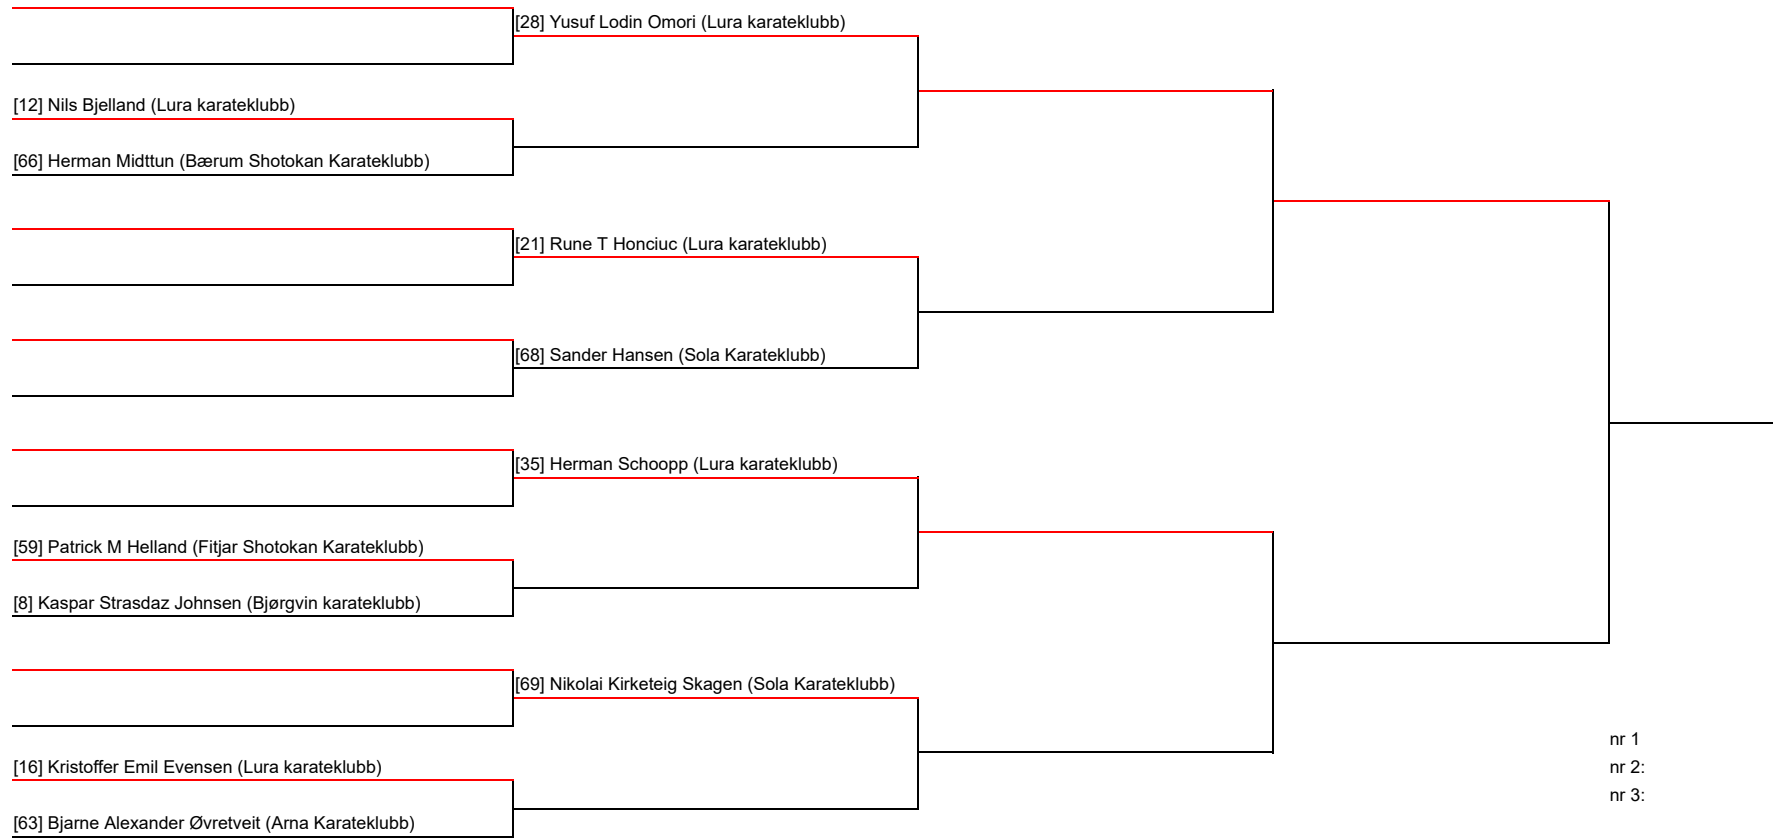 [28] Yusuf Lodin Omori (Lura karateklubb)
[12] Nils Bjelland (Lura karateklubb)
[66] Herman Midttun (Bærum Shotokan Karateklubb)
[21] Rune T Honciuc (Lura karateklubb)
[68] Sander Hansen (Sola Karateklubb)
[35] Herman Schoopp (Lura karateklubb)
[59] Patrick M Helland (Fitjar Shotokan Karateklubb)
[8] Kaspar Strasdaz Johnsen (Bjørgvin karateklubb)
[69] Nikolai Kirketeig Skagen (Sola Karateklubb)
[16] Kristoffer Emil Evensen (Lura karateklubb)
[63] Bjarne Alexander Øvretveit (Arna Karateklubb)
nr 1
nr 2:
nr 3: